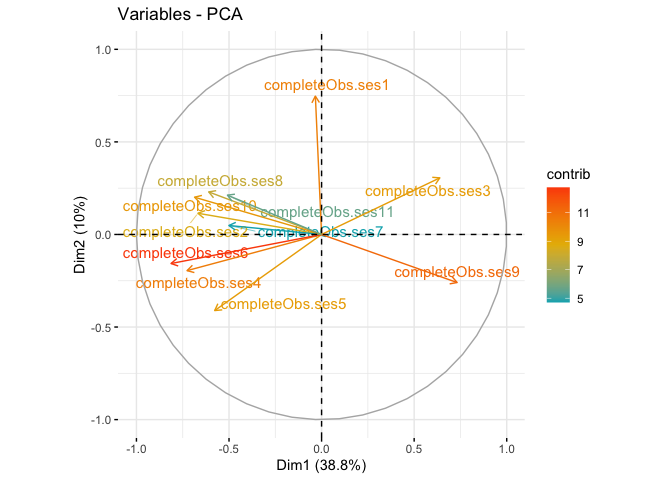 Variables - PCA
1.0
completeObs.ses1
0.5
completeObs.ses8
completeObs.ses3
completeObs.ses10
completeObs.ses11
completeObs.ses2
completeObs.ses7
0.0
completeObs.ses6
completeObs.ses9
completeObs.ses4
completeObs.ses5
-0.5
-1.0
Dim2 (10%)
-1.0 -0.5 0.0 0.5 1.0
Dim1 (38.8%)
contrib
11
9
7
5